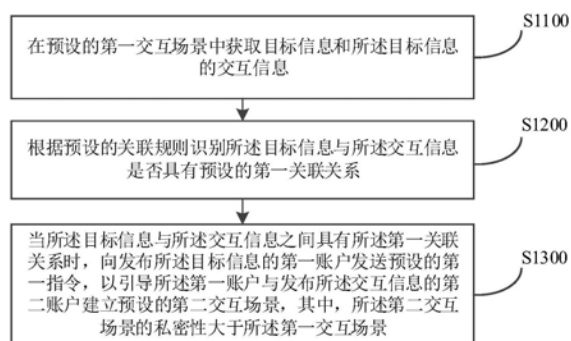 在预设的第一交互场景中获取目标信息和所述目标信息
的交互信息
S1100
根据预设的关联规则识别所述目标信息与所述交互信息
是否具有预设的第一关联关系
S1200
当所述目标信息与所述交互信息之间具有所述第一关联
关系时，向发布所述目标信息的第一账户发送预设的第
一指令，以引导所述第一账户与发布所述交互信息的第
二账户建立预设的第二交互场景，其中，所述第二交互
场景的私密性大于所述第一交互场景
S1300